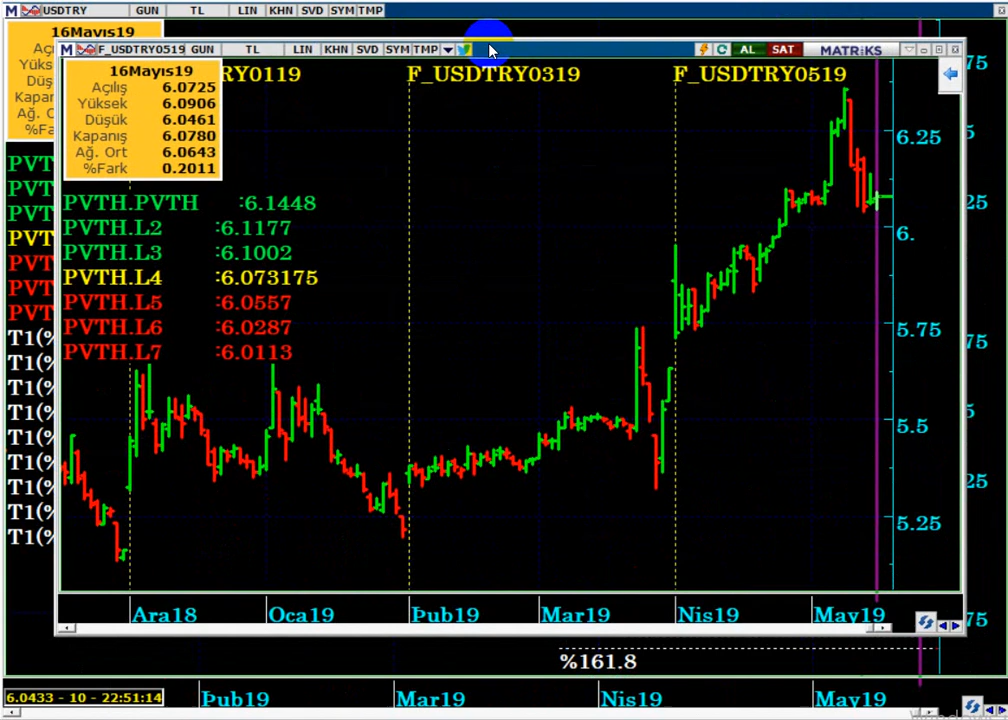 USDTRY GUN TL LIN KHN SVD SYM TMP
16Mayıs19
F_USDTRY0519 GUN TL LIN KHN SVD SYM TMP AL SAT MATRİKS
RY0119 F_USDTRY0319 F_USDTRY0519
16Mayıs19
Açılış 6.0725
Yüksek 6.0906
Düşük 6.0461
Kapanış 6.0780
Ağ. Ort 6.0643
%Fark 0.2011
PVTH.PVTH :6.1448
PVTH.L2 :6.1177
PVTH.L3 :6.1002
PVTH.L4 :6.073175
PVTH.L5 :6.0557
PVTH.L6 :6.0287
PVTH.L7 :6.0113
6.25
6.
5.75
5.5
5.25
Ara18 Oca19 Þub19 Mar19 Nis19 May19
%161.8
6.0433 - 10 - 22:51:14
Þub19 Mar19 Nis19 May19